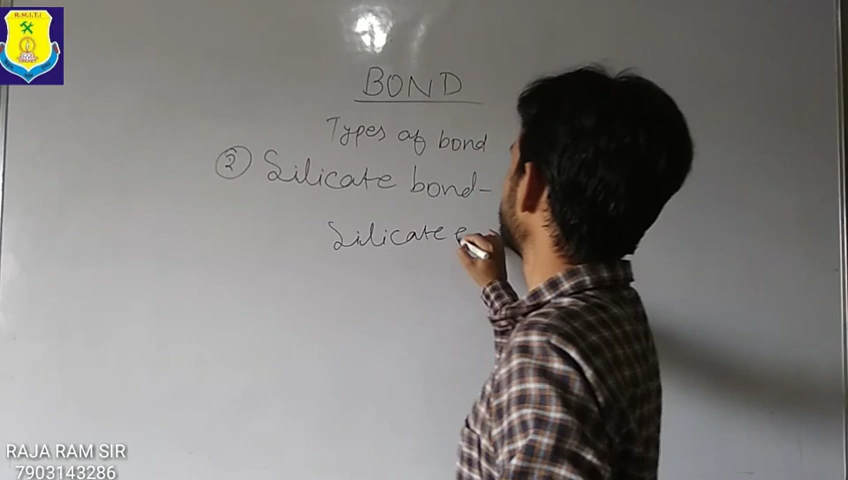 R.M.I.T.I
BOND
Types of bond
② Silicate bond-
Silicate
RAJA RAM SIR
7903143286